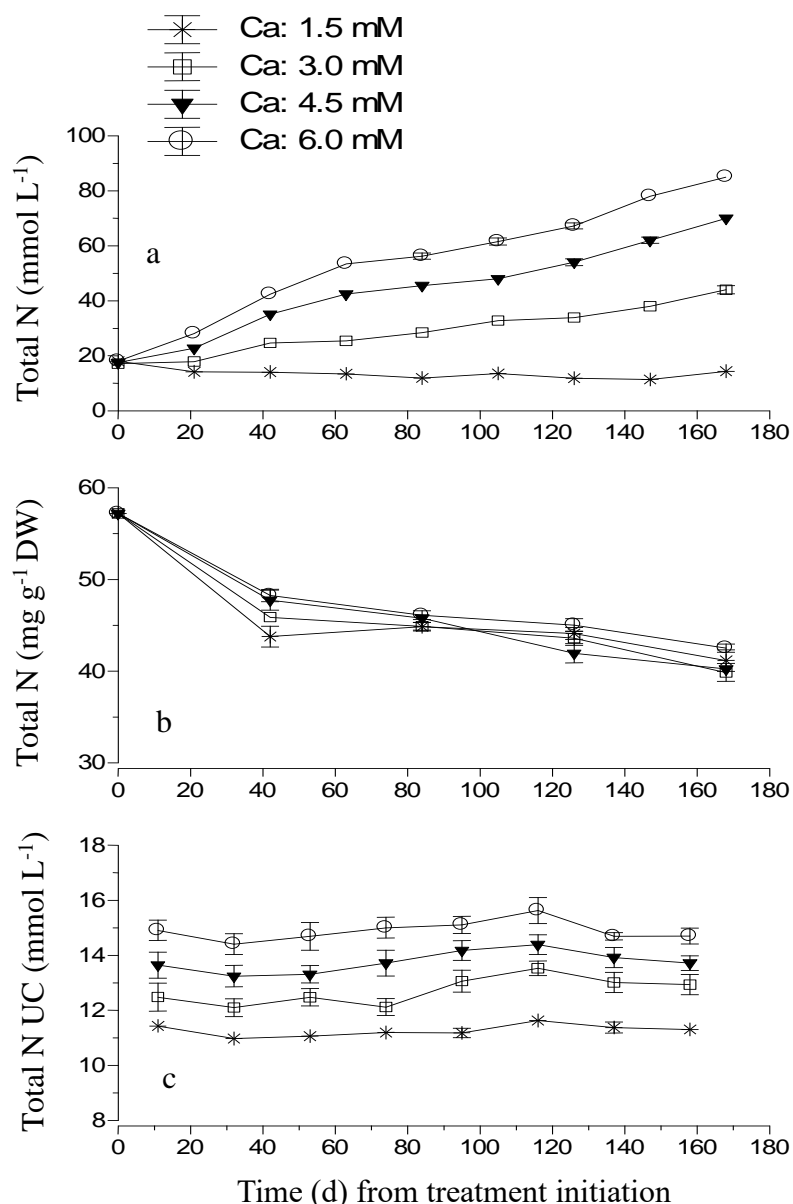 Ca: 1.5 mM
Ca: 3.0 mM
Ca: 4.5 mM
Ca: 6.0 mM
100
80
60
40
20
0
Total N (mmol L-1)
a
0 20 40 60 80 100 120 140 160 180
60
50
40
30
Total N (mg g-1 DW)
b
0 20 40 60 80 100 120 140 160 180
18
16
14
12
10
8
Total N UC (mmol L-1)
c
0 20 40 60 80 100 120 140 160 180
Time (d) from treatment initiation